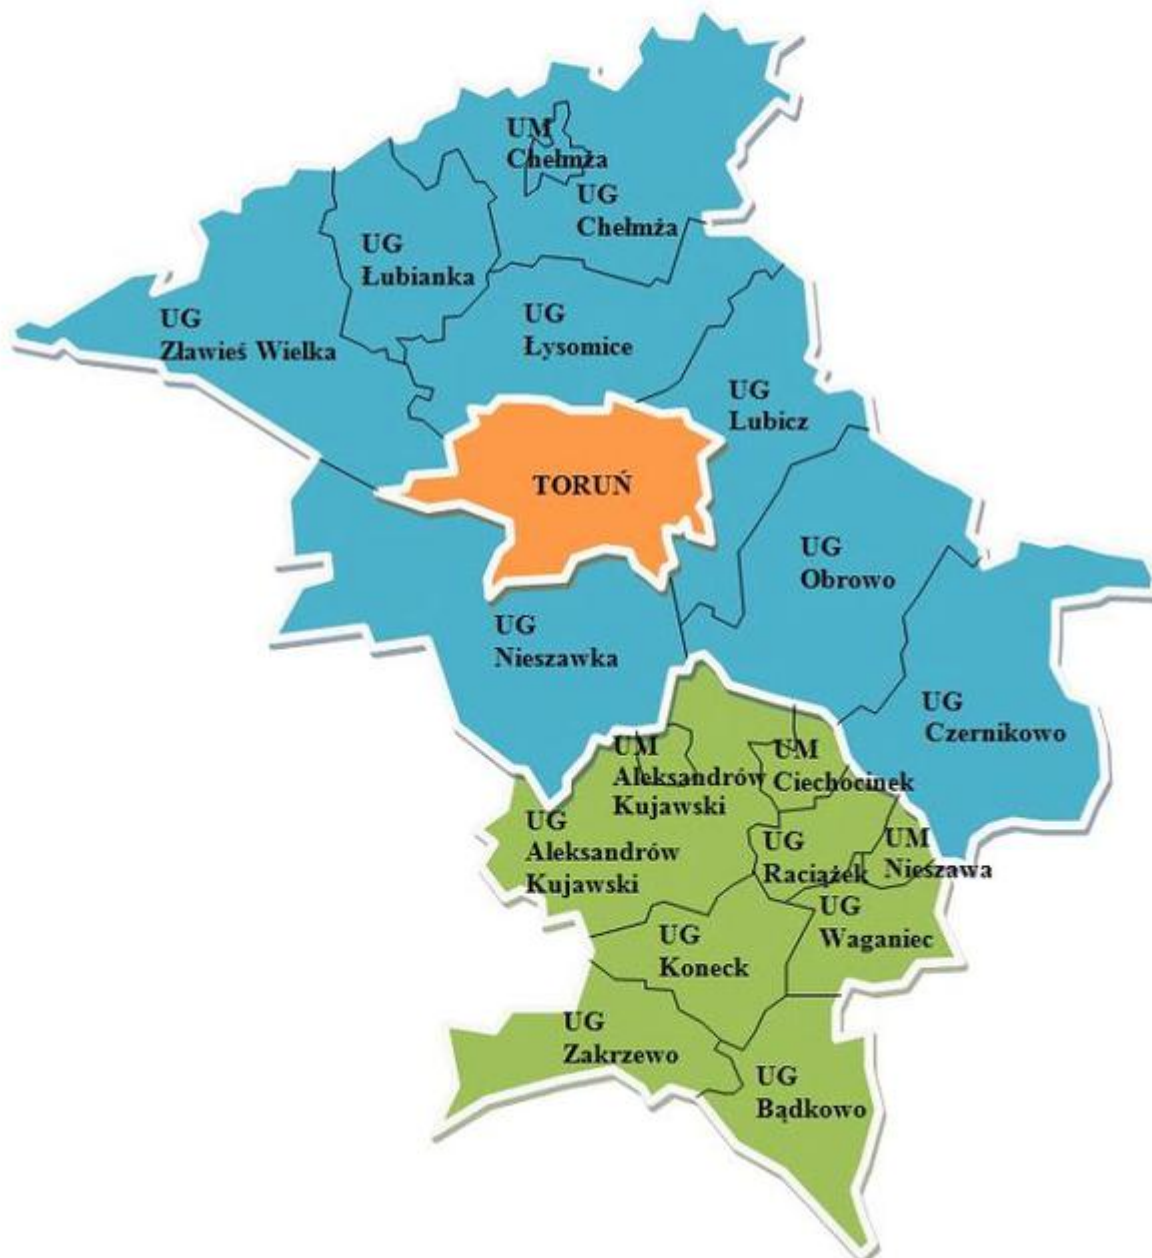 UM
Chełmża
UG
Chełmża
UG
Łubianka
UG
Zławieś Wielka
UG
Łysomice
UG
Lubicz
TORUŃ
UG
Obrowo
UG
Nieszawka
UG
Czernikowo
UM
Aleksandrów
Kujawski
UM
Ciechocinek
UG
Aleksandrów
Kujawski
UG
Raciążek
UM
Nieszawa
UG
Waganiec
UG
Koneck
UG
Zakrzewo
UG
Bądkowo